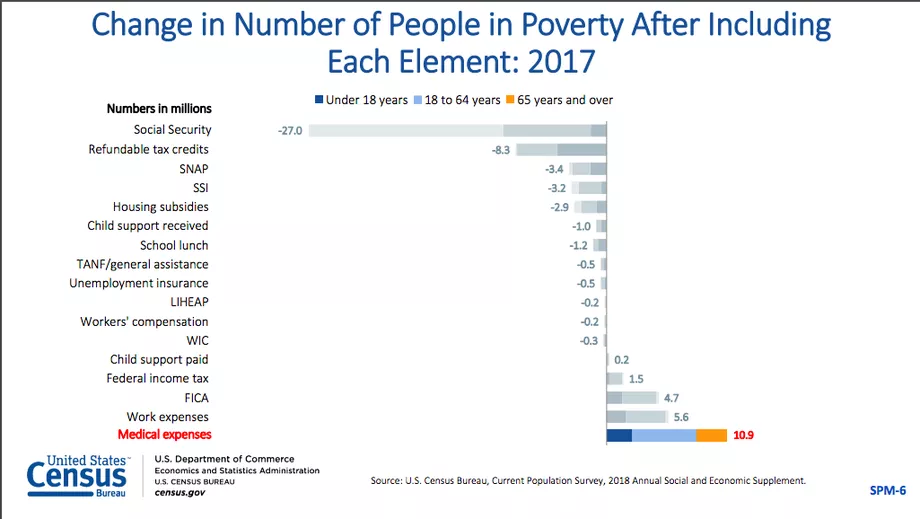 Change in Number of People in Poverty After Including
Each Element: 2017
Numbers in millions
Under 18 years 18 to 64 years 65 years and over
Social Security -27.0
Refundable tax credits -8.3
SNAP -3.4
SSI -3.2
Housing subsidies -2.9
Child support received -1.0
School lunch -1.2
TANF/general assistance -0.5
Unemployment insurance -0.5
LIHEAP -0.2
Workers' compensation -0.2
WIC -0.3
Child support paid 0.2
Federal income tax 1.5
FICA 4.7
Work expenses 5.6
Medical expenses 10.9
United States™
Census
Bureau
U.S. Department of Commerce
Economics and Statistics Administration
U.S. CENSUS BUREAU
census.gov
Source: U.S. Census Bureau, Current Population Survey, 2018 Annual Social and Economic Supplement.
SPM-6